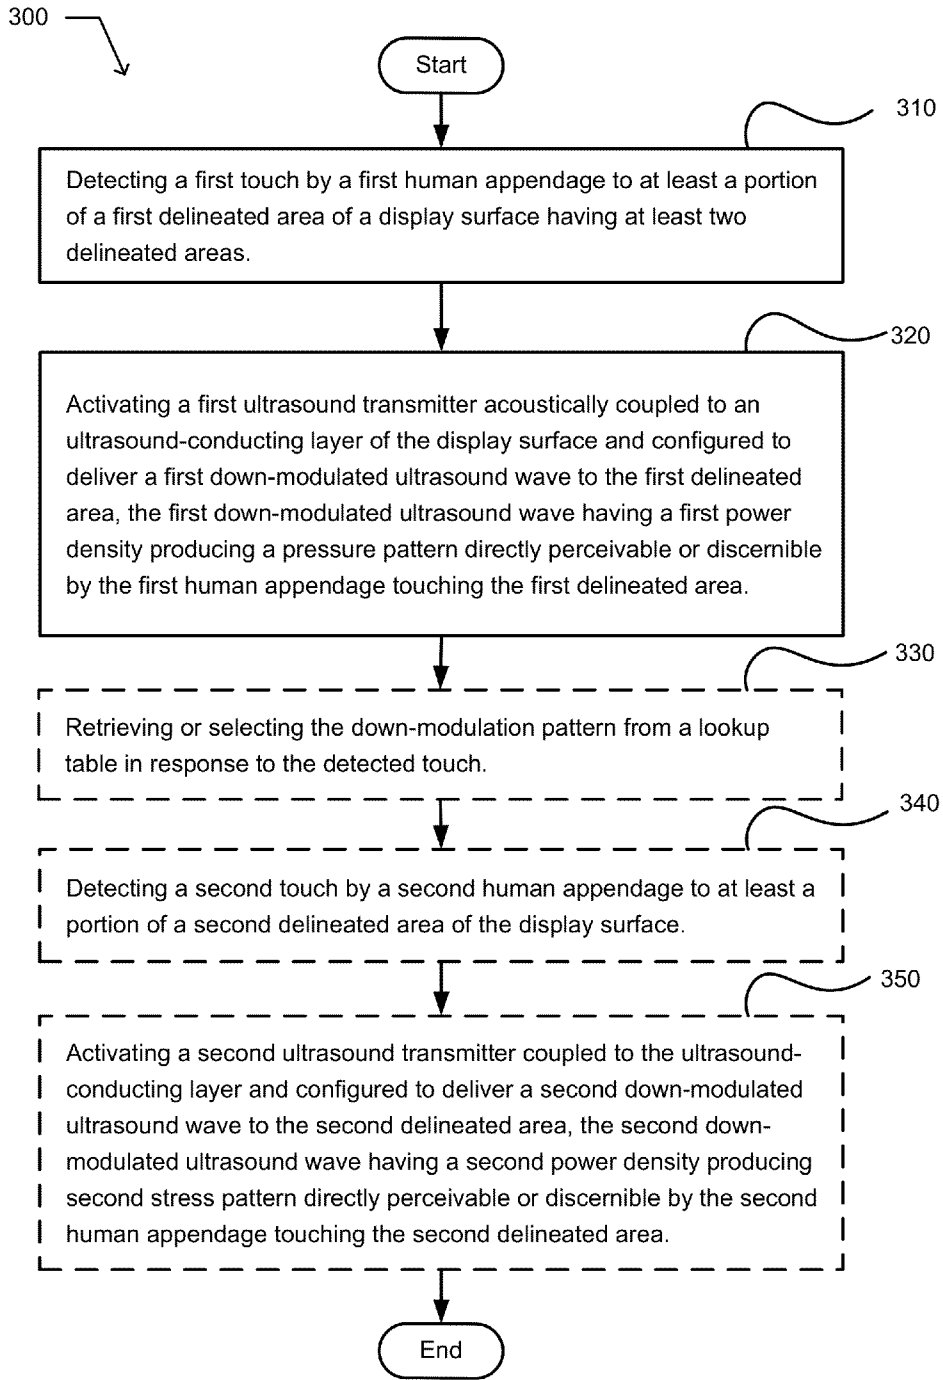 300
Start
310
Detecting a first touch by a first human appendage to at least a portion
of a first delineated area of a display surface having at least two
delineated areas.
320
Activating a first ultrasound transmitter acoustically coupled to an
ultrasound-conducting layer of the display surface and configured to
deliver a first down-modulated ultrasound wave to the first delineated
area, the first down-modulated ultrasound wave having a first power
density producing a pressure pattern directly perceivable or discernible
by the first human appendage touching the first delineated area.
330
Retrieving or selecting the down-modulation pattern from a lookup
table in response to the detected touch.
340
Detecting a second touch by a second human appendage to at least a
portion of a second delineated area of the display surface.
350
Activating a second ultrasound transmitter coupled to the ultrasound-
conducting layer and configured to deliver a second down-modulated
ultrasound wave to the second delineated area, the second down-
modulated ultrasound wave having a second power density producing
second stress pattern directly perceivable or discernible by the second
human appendage touching the second delineated area.
End